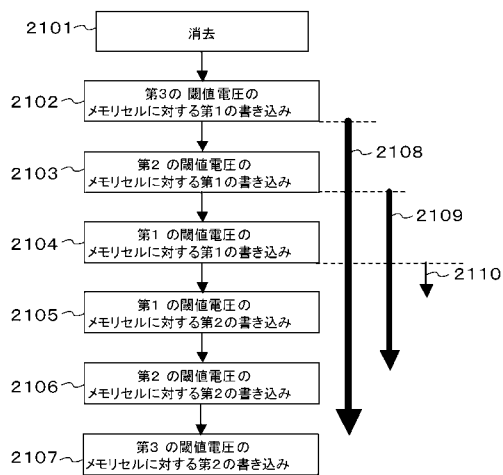 2101
消去
2102
第3の 閾値電圧の
メモリセルに対する第1の書き込み
2103
第2 の閾値電圧の
メモリセルに対する第1の書き込み
2104
第1 の閾値電圧の
メモリセルに対する第1の書き込み
2105
第1 の閾値電圧の
メモリセルに対する第2の書き込み
2106
第2 の閾値電圧の
メモリセルに対する第2の書き込み
2107
第3 の閾値電圧の
メモリセルに対する第2の書き込み
2108
2109
2110